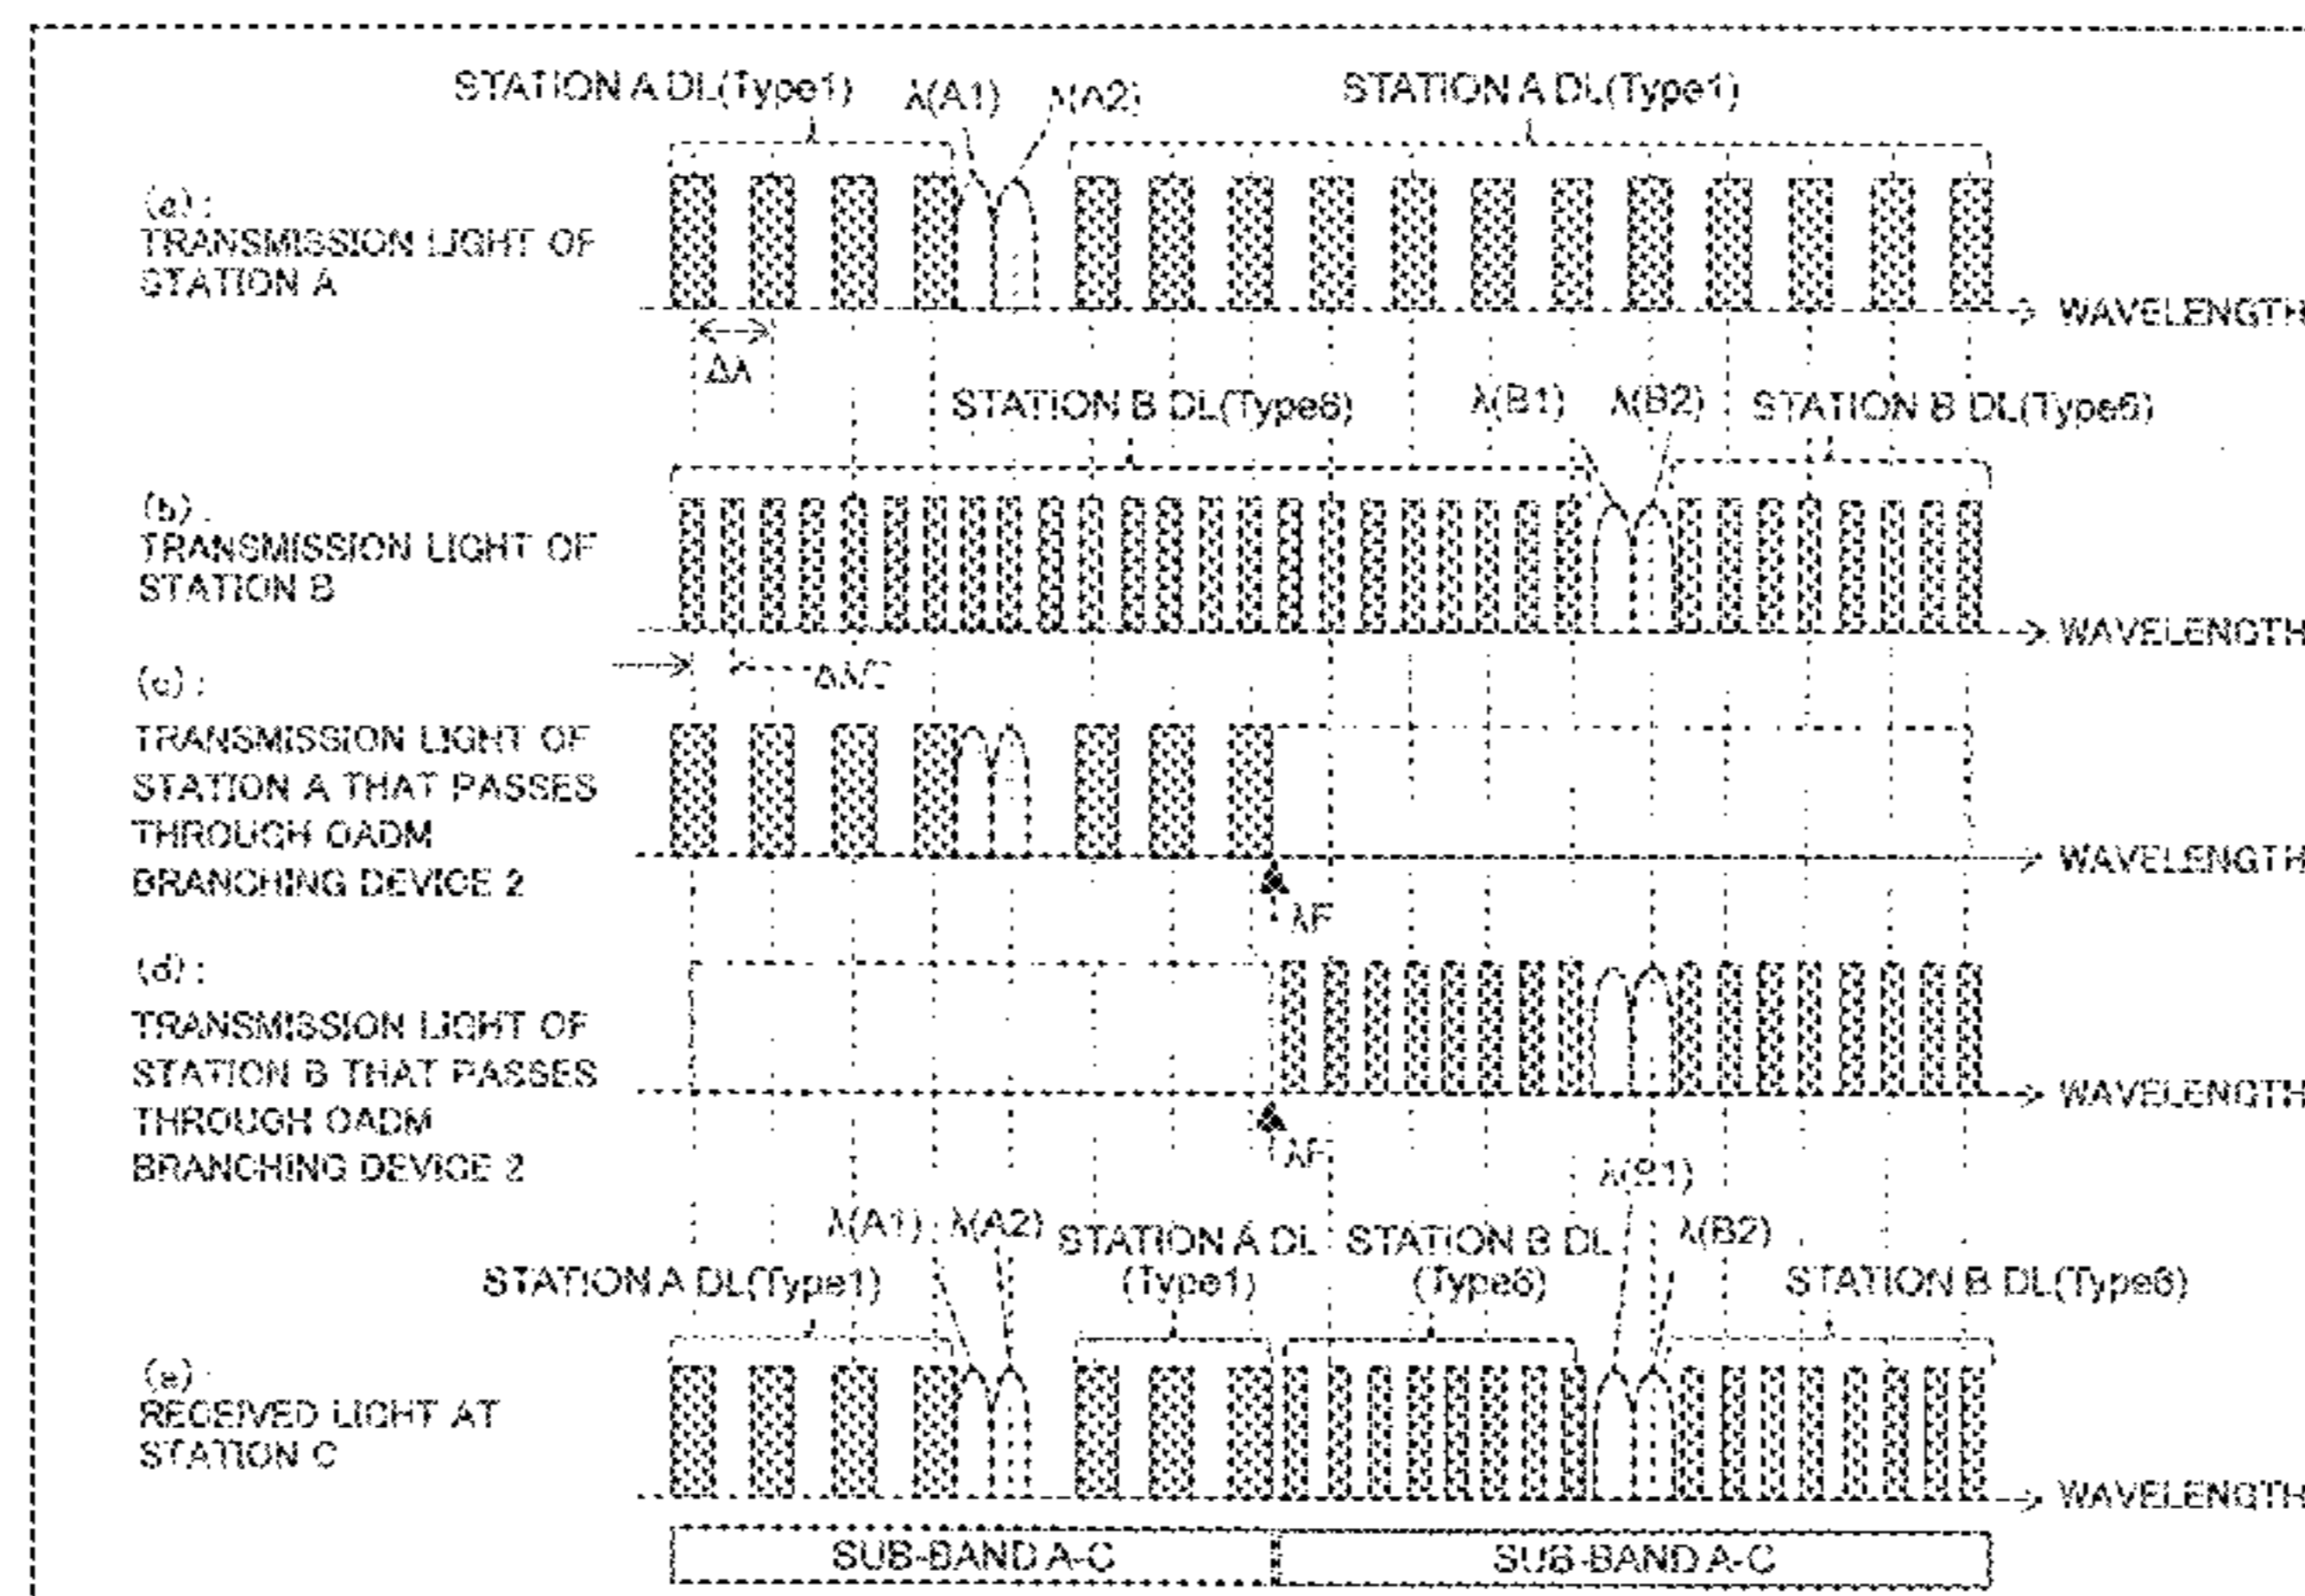 STATION A DL(Type1) λ(A1) λ(A2) STATION A DL(Type1)
(a):
TRANSMISSION LIGHT OF
STATION A
WAVELENGTH
Δλ
STATION B DL(Type6) λ(B1) λ(B2) STATION B DL(Type6)
(b):
TRANSMISSION LIGHT OF
STATION B
WAVELENGTH
(c):
TRANSMISSION LIGHT OF
STATION A THAT PASSES
THROUGH OADM
BRANCHING DEVICE 2
WAVELENGTH
λF
(d):
TRANSMISSION LIGHT OF
STATION B THAT PASSES
THROUGH OADM
BRANCHING DEVICE 2
WAVELENGTH
λF
λ(B1)
λ(A1) λ(A2) STATION A DL STATION B DL λ(B2)
STATION A DL(Type1) (Type1) (Type6) STATION B DL(Type6)
(e):
RECEIVED LIGHT AT
STATION C
WAVELENGTH
SUB-BAND A-C SUB-BAND A-C